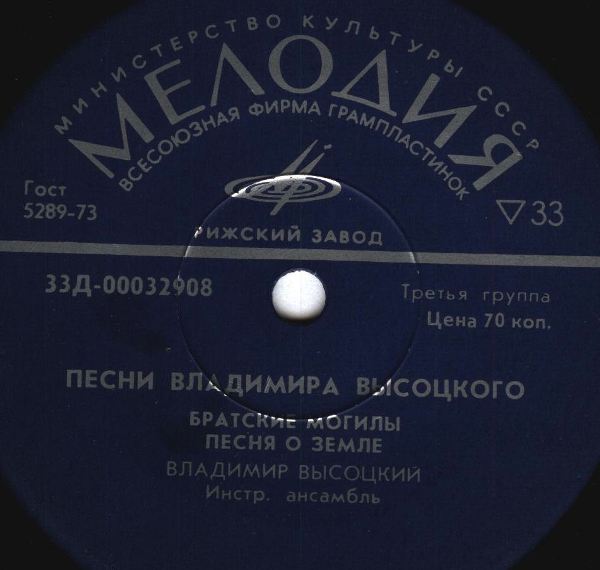 МИНИСТЕРСТВО КУЛЬТУРЫ СССР
МЕЛОДИЯ
ВСЕСОЮЗНАЯ ФИРМА ГРАМПЛАСТИНОК
Гост
5289-73
▽33
РИЖСКИЙ ЗАВОД
33Д-00032908
Третья группа
Цена 70 коп.
ПЕСНИ ВЛАДИМИРА ВЫСОЦКОГО
БРАТСКИЕ МОГИЛЫ
ПЕСНЯ О ЗЕМЛЕ
ВЛАДИМИР ВЫСОЦКИЙ
Инстр. ансамбль